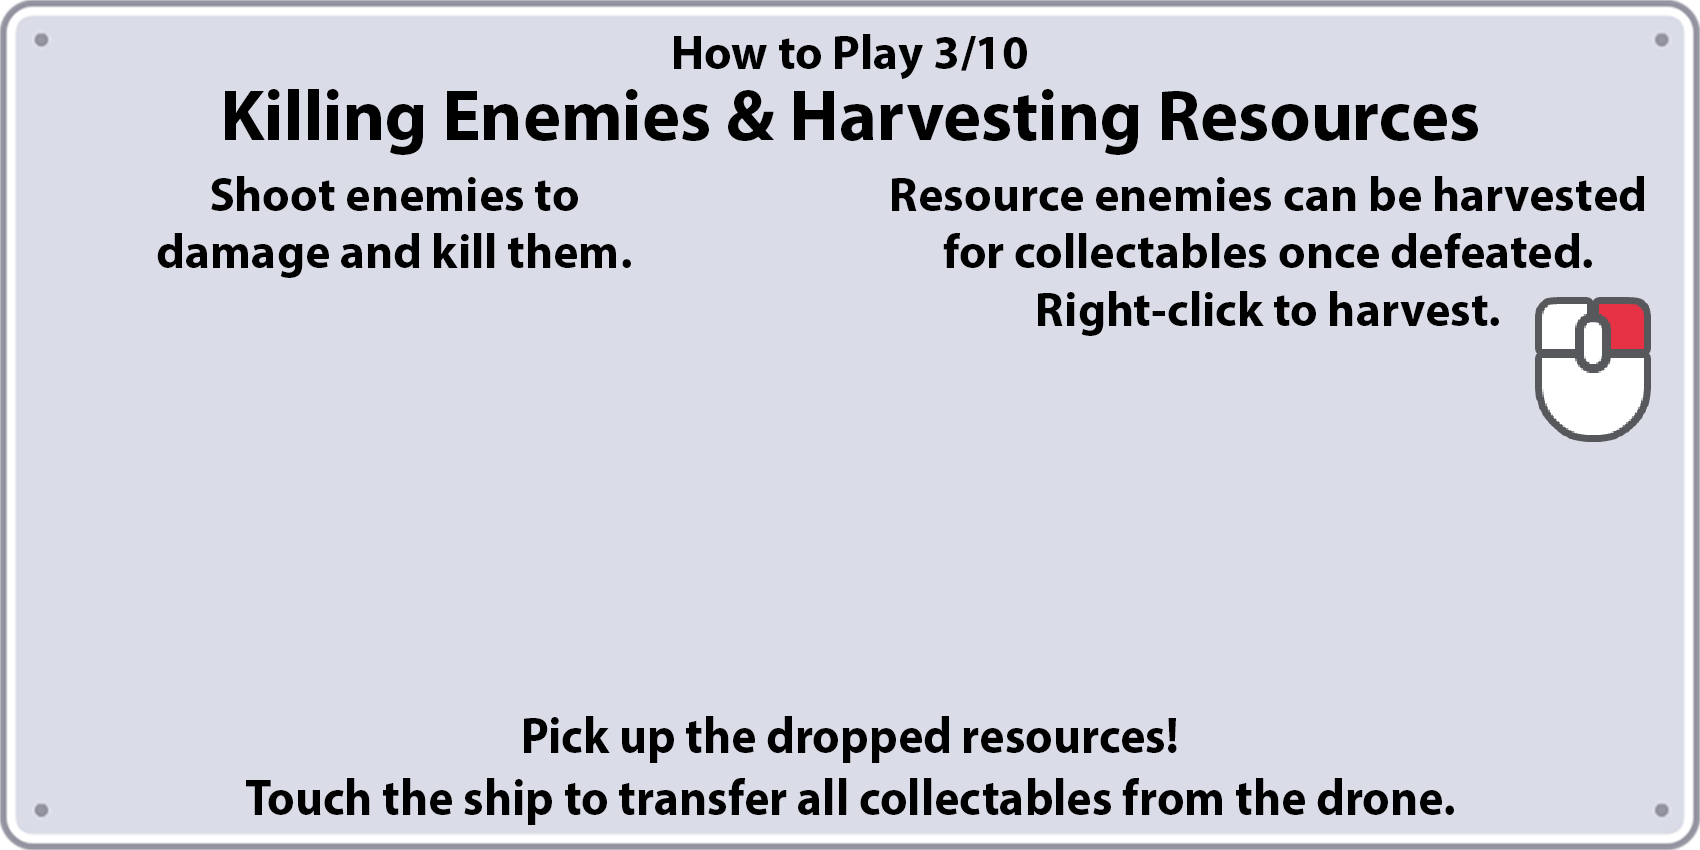 How to Play 3/10
Killing Enemies & Harvesting Resources
Shoot enemies to
damage and kill them.
Resource enemies can be harvested
for collectables once defeated.
Right-click to harvest.
Pick up the dropped resources!
Touch the ship to transfer all collectables from the drone.